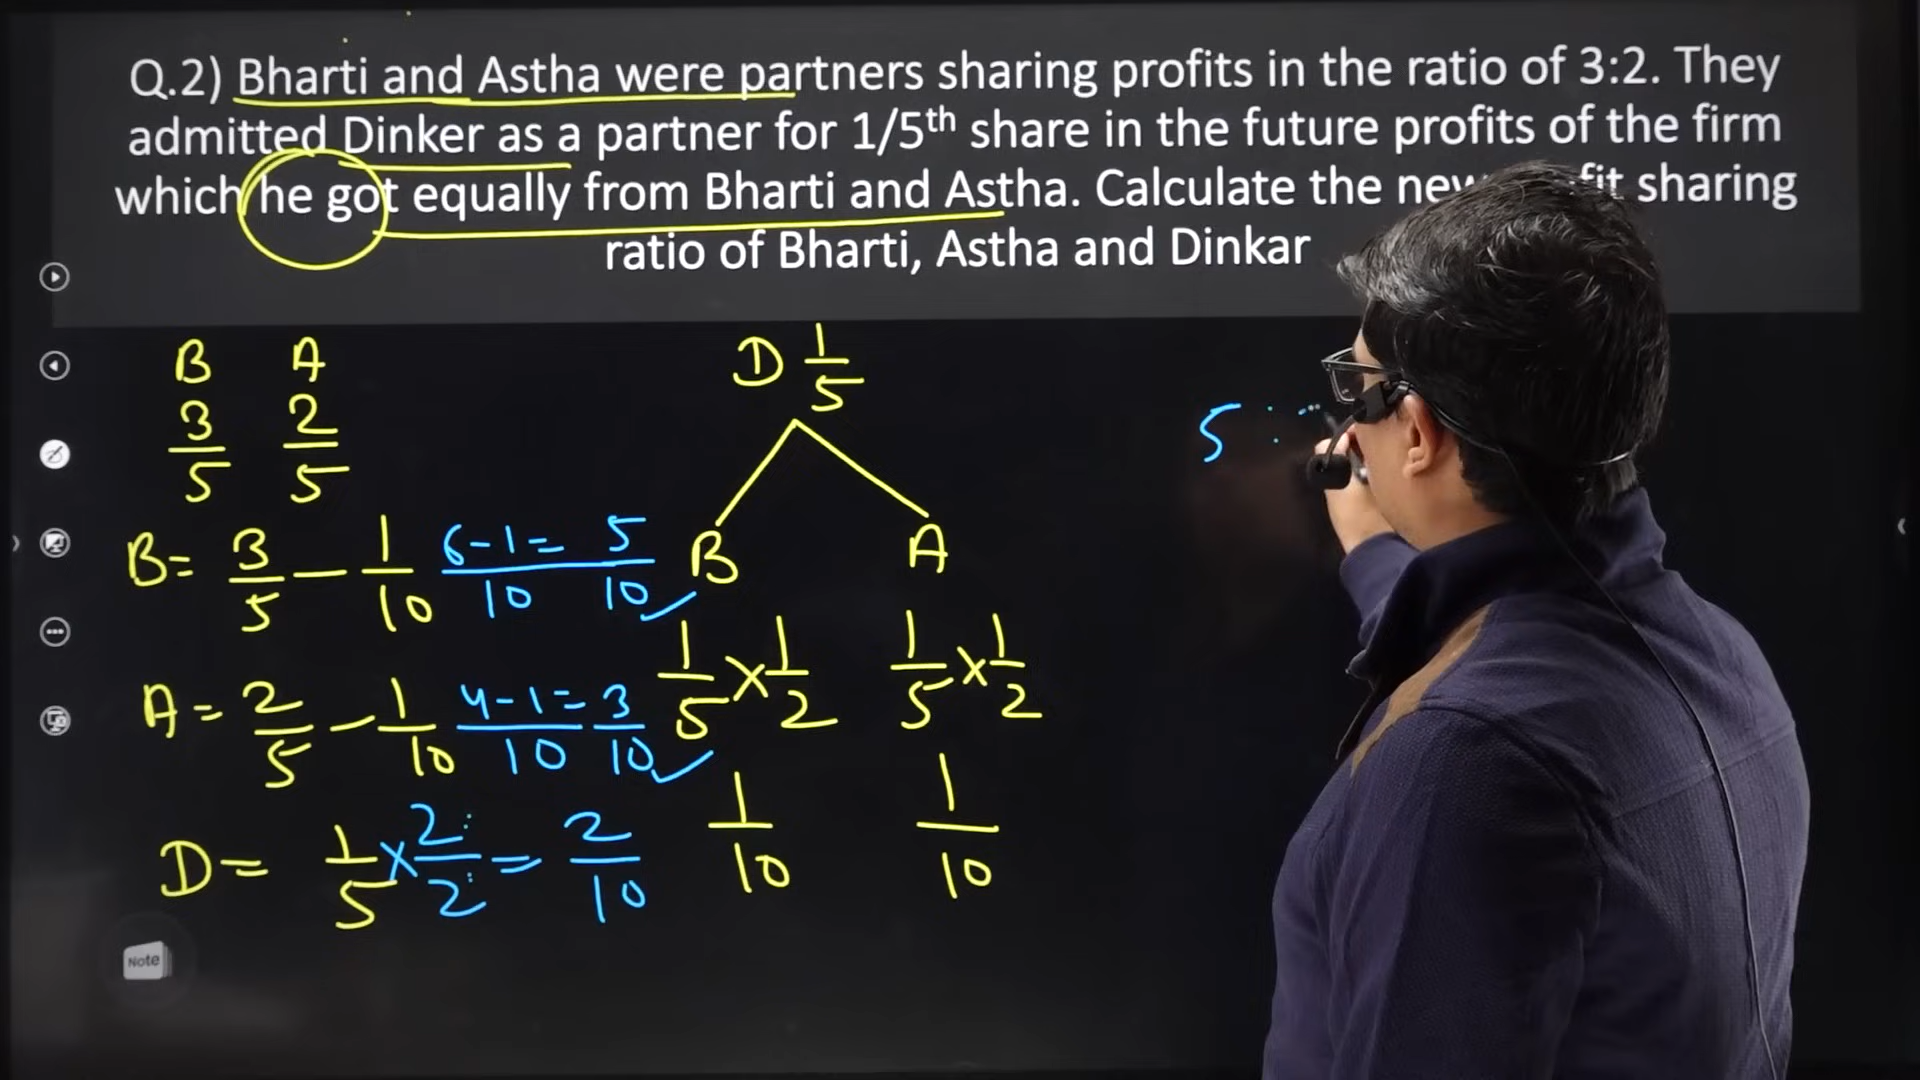 Q.2) Bharti and Astha were partners sharing profits in the ratio of 3:2. They
admitted Dinker as a partner for 1/5th share in the future profits of the firm
which he got equally from Bharti and Astha. Calculate the new fit sharing
ratio of Bharti, Astha and Dinkar
B A
3/5 2/5
D 1/5
5 :
B = 3/5 - 1/10 6-1/10 = 5/10
B A
A = 2/5 - 1/10 4-1/10 = 3/10
1/5 × 1/2 1/5 × 1/2
D = 1/5 × 2/2 = 2/10
1/10 1/10
Note